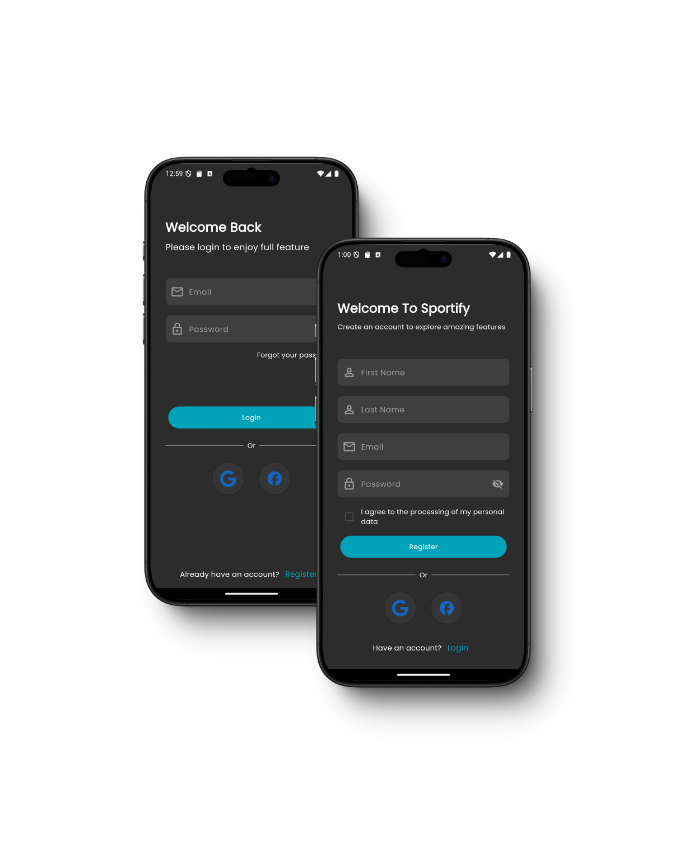 12:59
Welcome Back
Please login to enjoy full feature
Email
Password
Forgot your
Login
Or
Already have an account? Register
1:00
Welcome To Sportify
Create an account to explore amazing features
First Name
Last Name
Email
Password
I agree to the processing of my personal
data
Register
Or
Have an account? Login